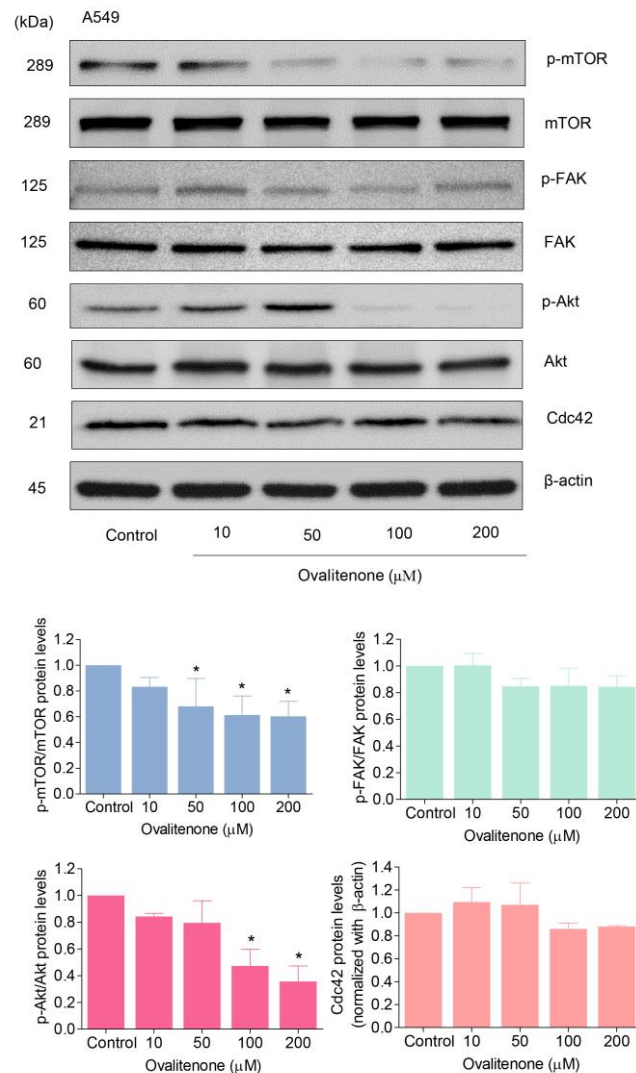 (kDa) A549
289 p-mTOR
289 mTOR
125 p-FAK
125 FAK
60 p-Akt
60 Akt
21 Cdc42
45 β-actin
Control 10 50 100 200
Ovalitenone (μM)
p-mTOR/mTOR protein levels
1.2
1.0
0.8
0.6
0.4
0.2
0.0
* * *
Control 10 50 100 200
Ovalitenone (μM)
p-FAK/FAK protein levels
1.2
1.0
0.8
0.6
0.4
0.2
0.0
Control 10 50 100 200
Ovalitenone (μM)
p-Akt/Akt protein levels
1.2
1.0
0.8
0.6
0.4
0.2
0.0
* *
Control 10 50 100 200
Ovalitenone (μM)
Cdc42 protein levels
(normalized with β-actin)
1.4
1.2
1.0
0.8
0.6
0.4
0.2
0.0
Control 10 50 100 200
Ovalitenone (μM)